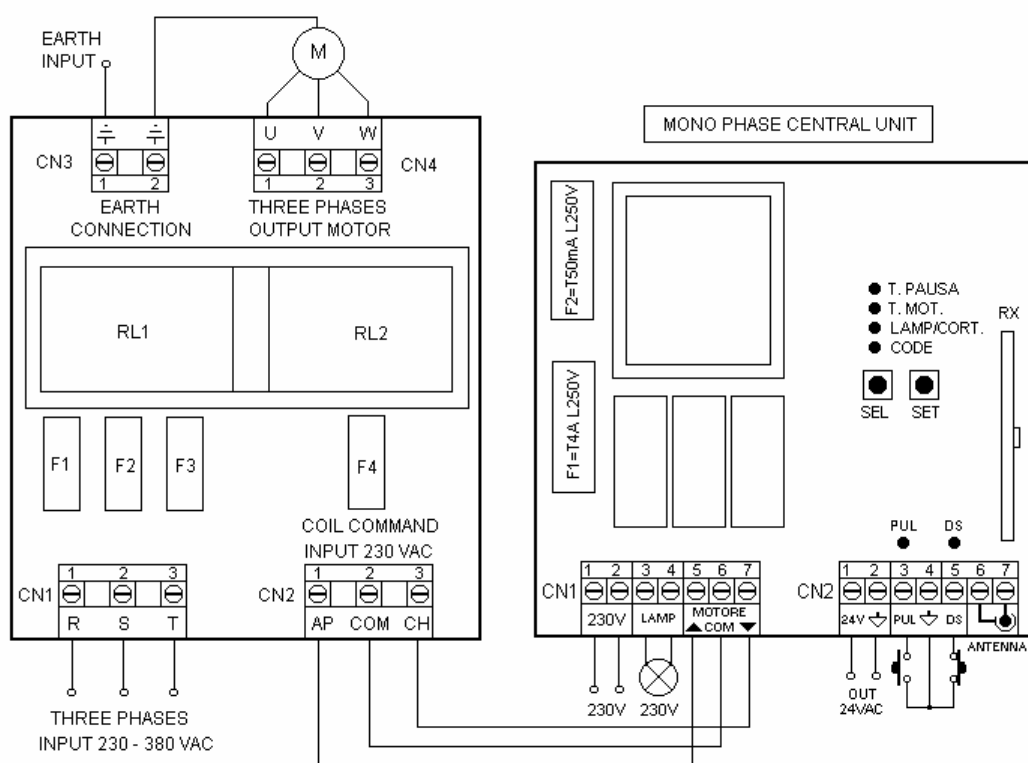 EARTH
INPUT
M
U V W
CN3
CN4
1 2
1 2 3
EARTH
CONNECTION
THREE PHASES
OUTPUT MOTOR
RL1
RL2
F1
F2
F3
F4
COIL COMMAND
INPUT 230 VAC
CN1
1 2 3
R S T
CN2
1 2 3
AP COM CH
THREE PHASES
INPUT 230 - 380 VAC
MONO PHASE CENTRAL UNIT
F2=T50mA L250V
F1=T4A L250V
T. PAUSA
T. MOT.
LAMP/CORT.
CODE
RX
SEL
SET
PUL
DS
CN1
1 2 3 4 5 6 7
230V
LAMP
MOTORE
COM
230V
230V
CN2
1 2 3 4 5 6 7
24V
PUL
DS
ANTENNA
OUT
24VAC